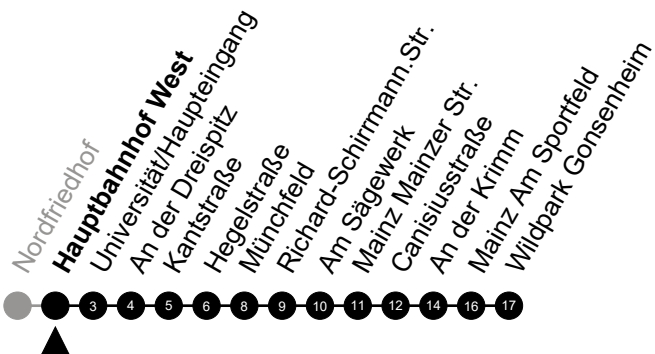 Nordfriedhof
Hauptbahnhof West
Universität/Haupteingang
An der Dreispitz
Kantstraße
Hegelstraße
Münchfeld
Richard-Schirrmann.Str.
Am Sägewerk
Mainz Mainzer Str.
Canisiusstraße
An der Krimm
Mainz Am Sportfeld
Wildpark Gonsenheim
3 4 5 6 8 9 10 11 12 14 16 17